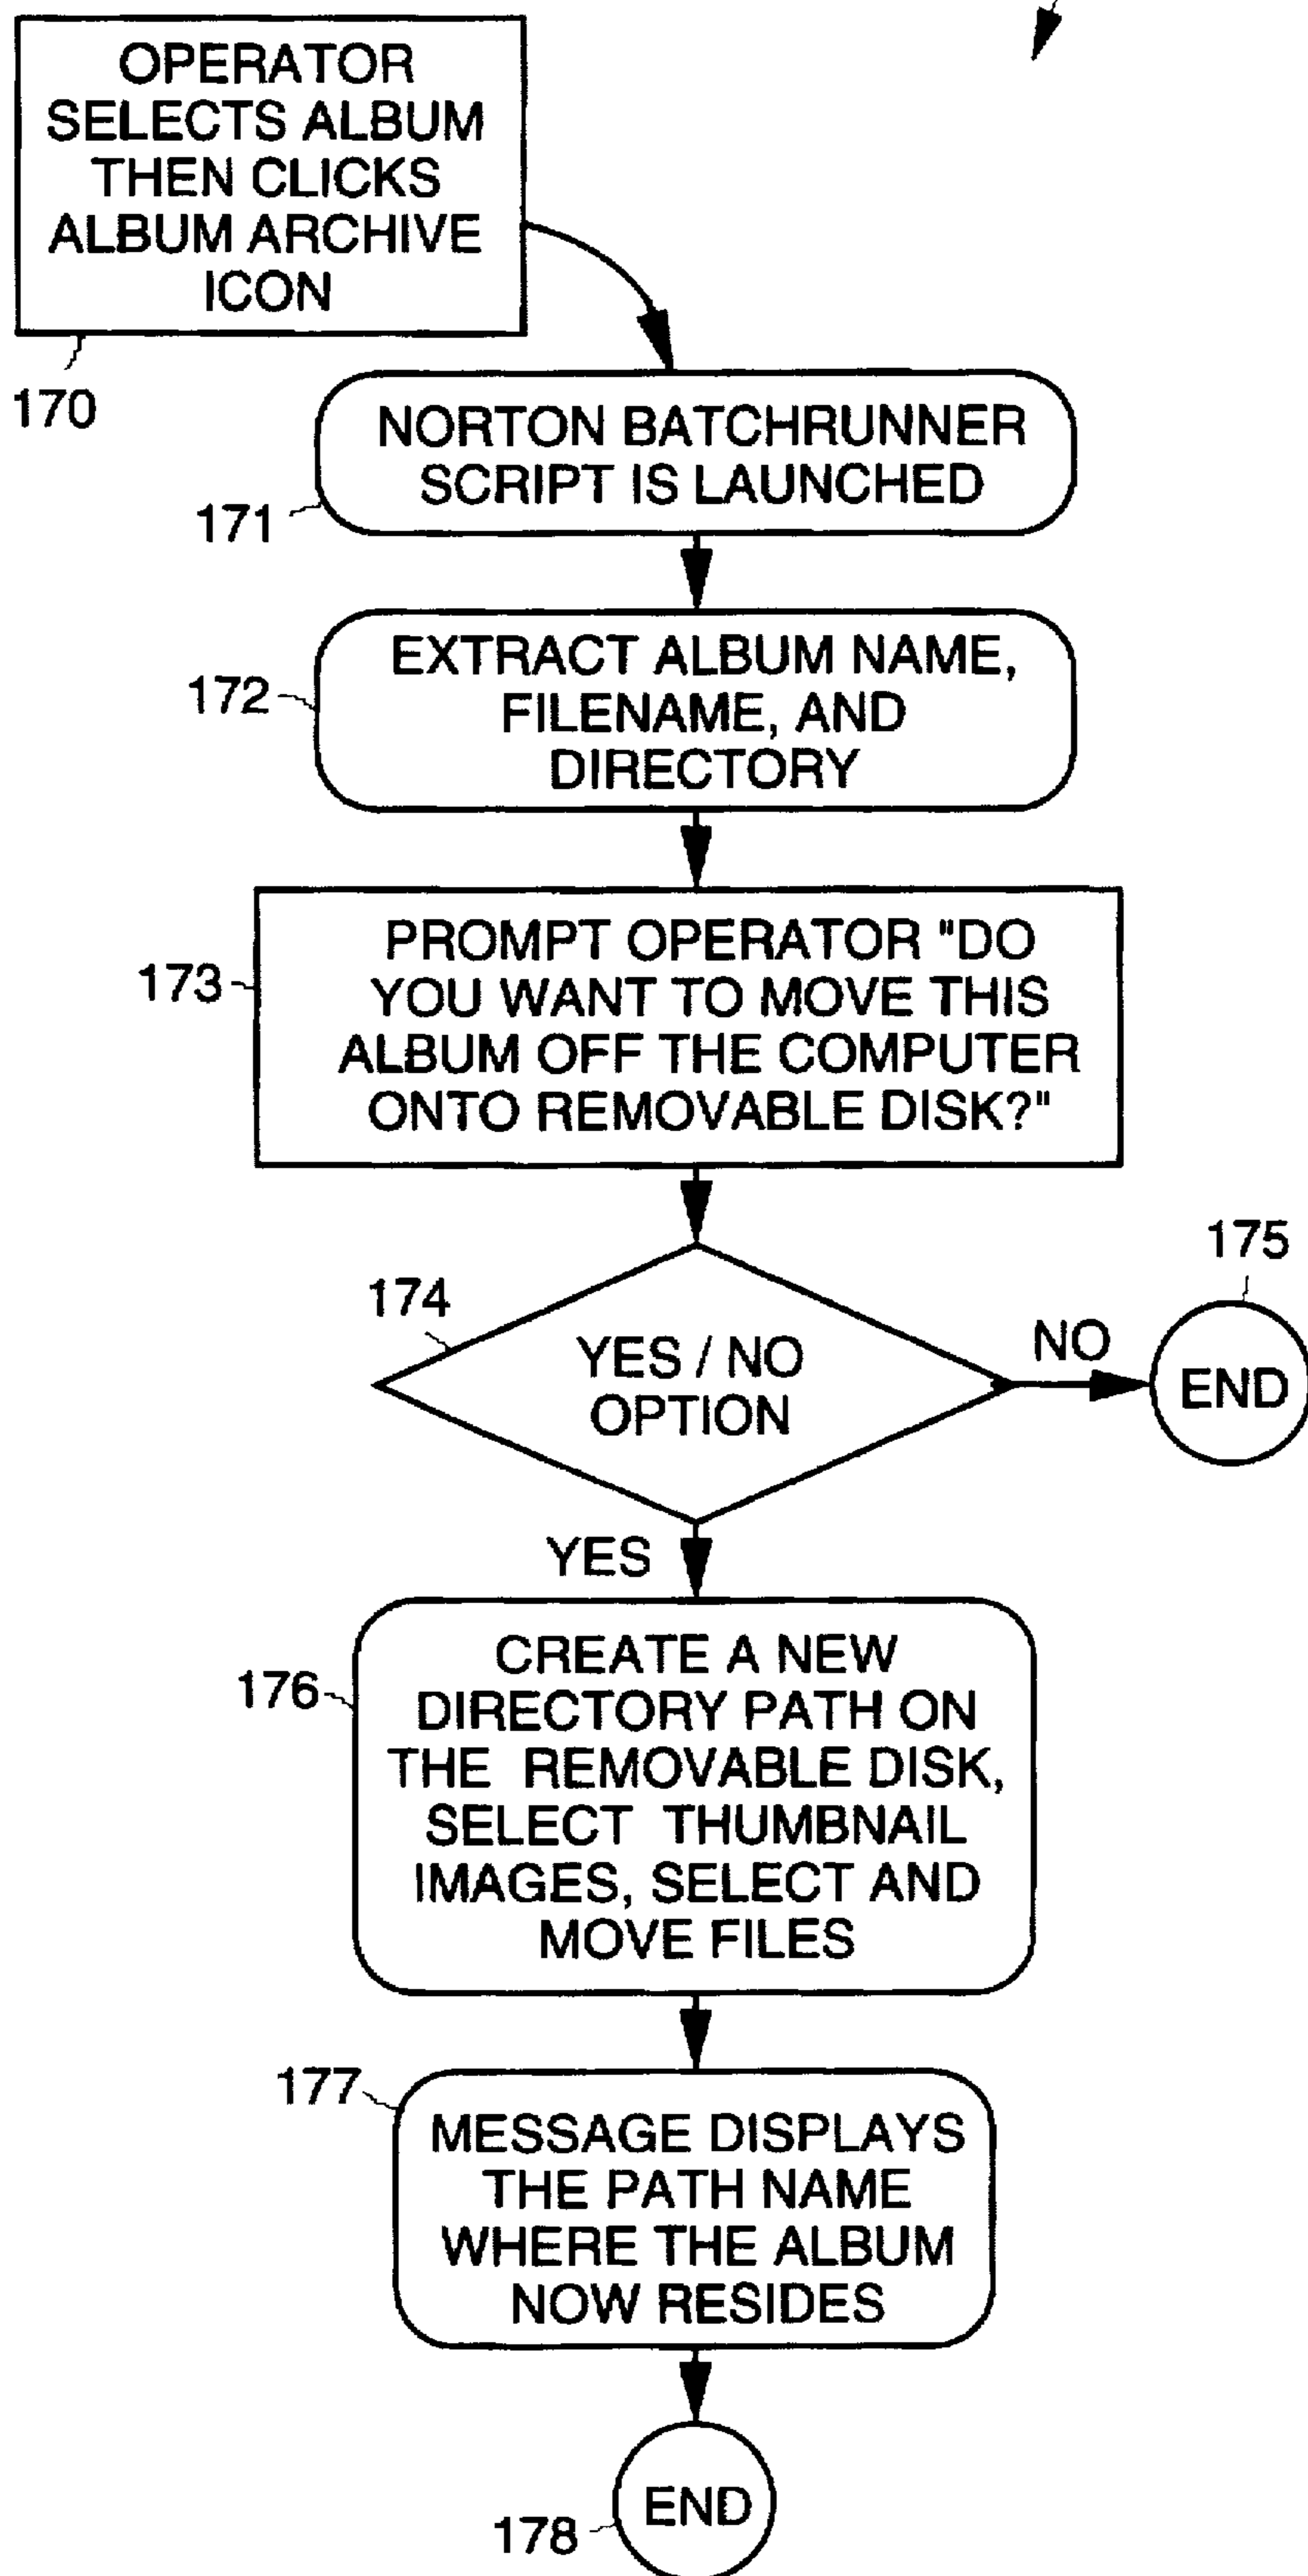 OPERATOR
SELECTS ALBUM
THEN CLICKS
ALBUM ARCHIVE
ICON
170
NORTON BATCHRUNNER
SCRIPT IS LAUNCHED
171
EXTRACT ALBUM NAME,
FILENAME, AND
DIRECTORY
172
PROMPT OPERATOR "DO
YOU WANT TO MOVE THIS
ALBUM OFF THE COMPUTER
ONTO REMOVABLE DISK?"
173
174
YES / NO
OPTION
NO
175
END
YES
176
CREATE A NEW
DIRECTORY PATH ON
THE REMOVABLE DISK,
SELECT THUMBNAIL
IMAGES, SELECT AND
MOVE FILES
177
MESSAGE DISPLAYS
THE PATH NAME
WHERE THE ALBUM
NOW RESIDES
END
178